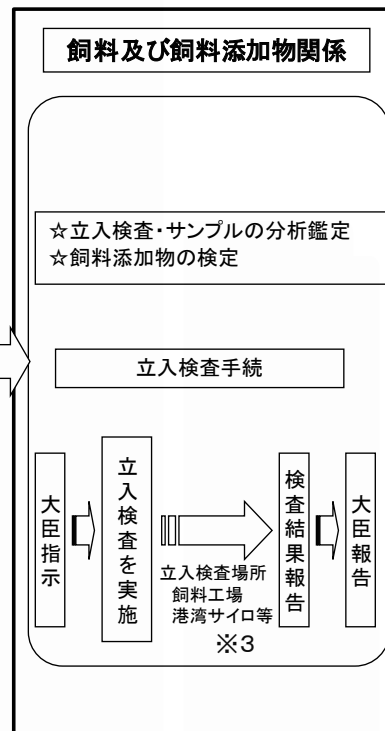 飼料及び飼料添加物関係
☆立入検査・サンプルの分析鑑定
☆飼料添加物の検定
立入検査手続
大臣指示
立入検査を実施
立入検査場所
飼料工場
港湾サイロ等
※3
検査結果報告
大臣報告